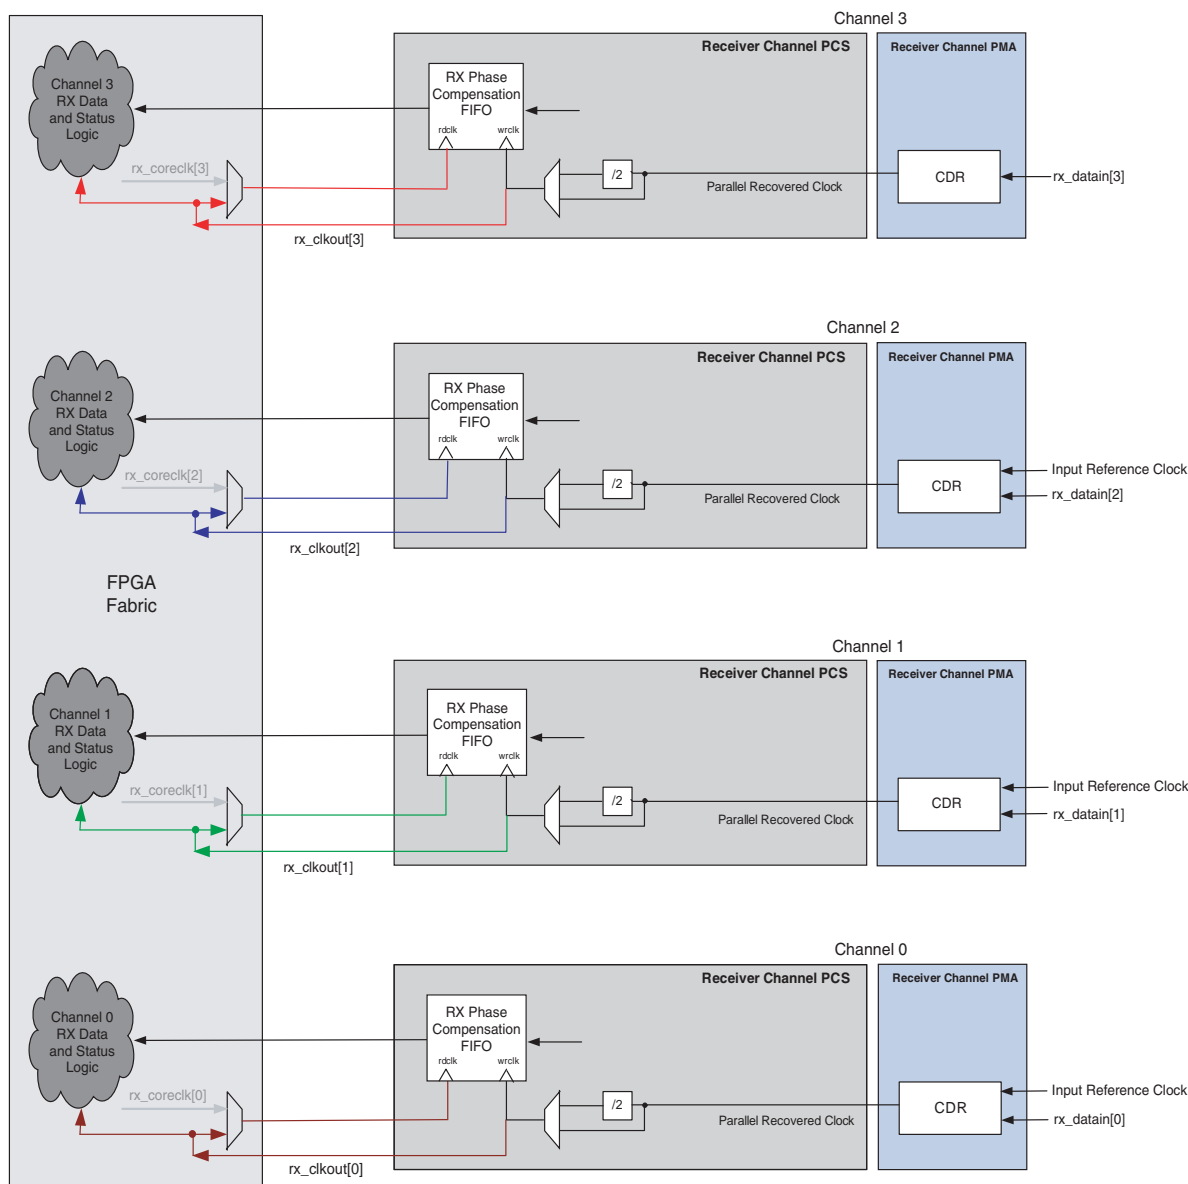 Channel 3
Receiver Channel PCS
Receiver Channel PMA
Channel 3
RX Data
and Status
Logic
RX Phase
Compensation
FIFO
rdclk
wrclk
rx_coreclk[3]
/2
Parallel Recovered Clock
CDR
rx_datain[3]
rx_clkout[3]
Channel 2
Receiver Channel PCS
Receiver Channel PMA
Channel 2
RX Data
and Status
Logic
RX Phase
Compensation
FIFO
rdclk
wrclk
rx_coreclk[2]
/2
Parallel Recovered Clock
CDR
Input Reference Clock
rx_datain[2]
rx_clkout[2]
FPGA
Fabric
Channel 1
Receiver Channel PCS
Receiver Channel PMA
Channel 1
RX Data
and Status
Logic
RX Phase
Compensation
FIFO
rdclk
wrclk
rx_coreclk[1]
/2
Parallel Recovered Clock
CDR
Input Reference Clock
rx_datain[1]
rx_clkout[1]
Channel 0
Receiver Channel PCS
Receiver Channel PMA
Channel 0
RX Data
and Status
Logic
RX Phase
Compensation
FIFO
rdclk
wrclk
rx_coreclk[0]
/2
Parallel Recovered Clock
CDR
Input Reference Clock
rx_datain[0]
rx_clkout[0]